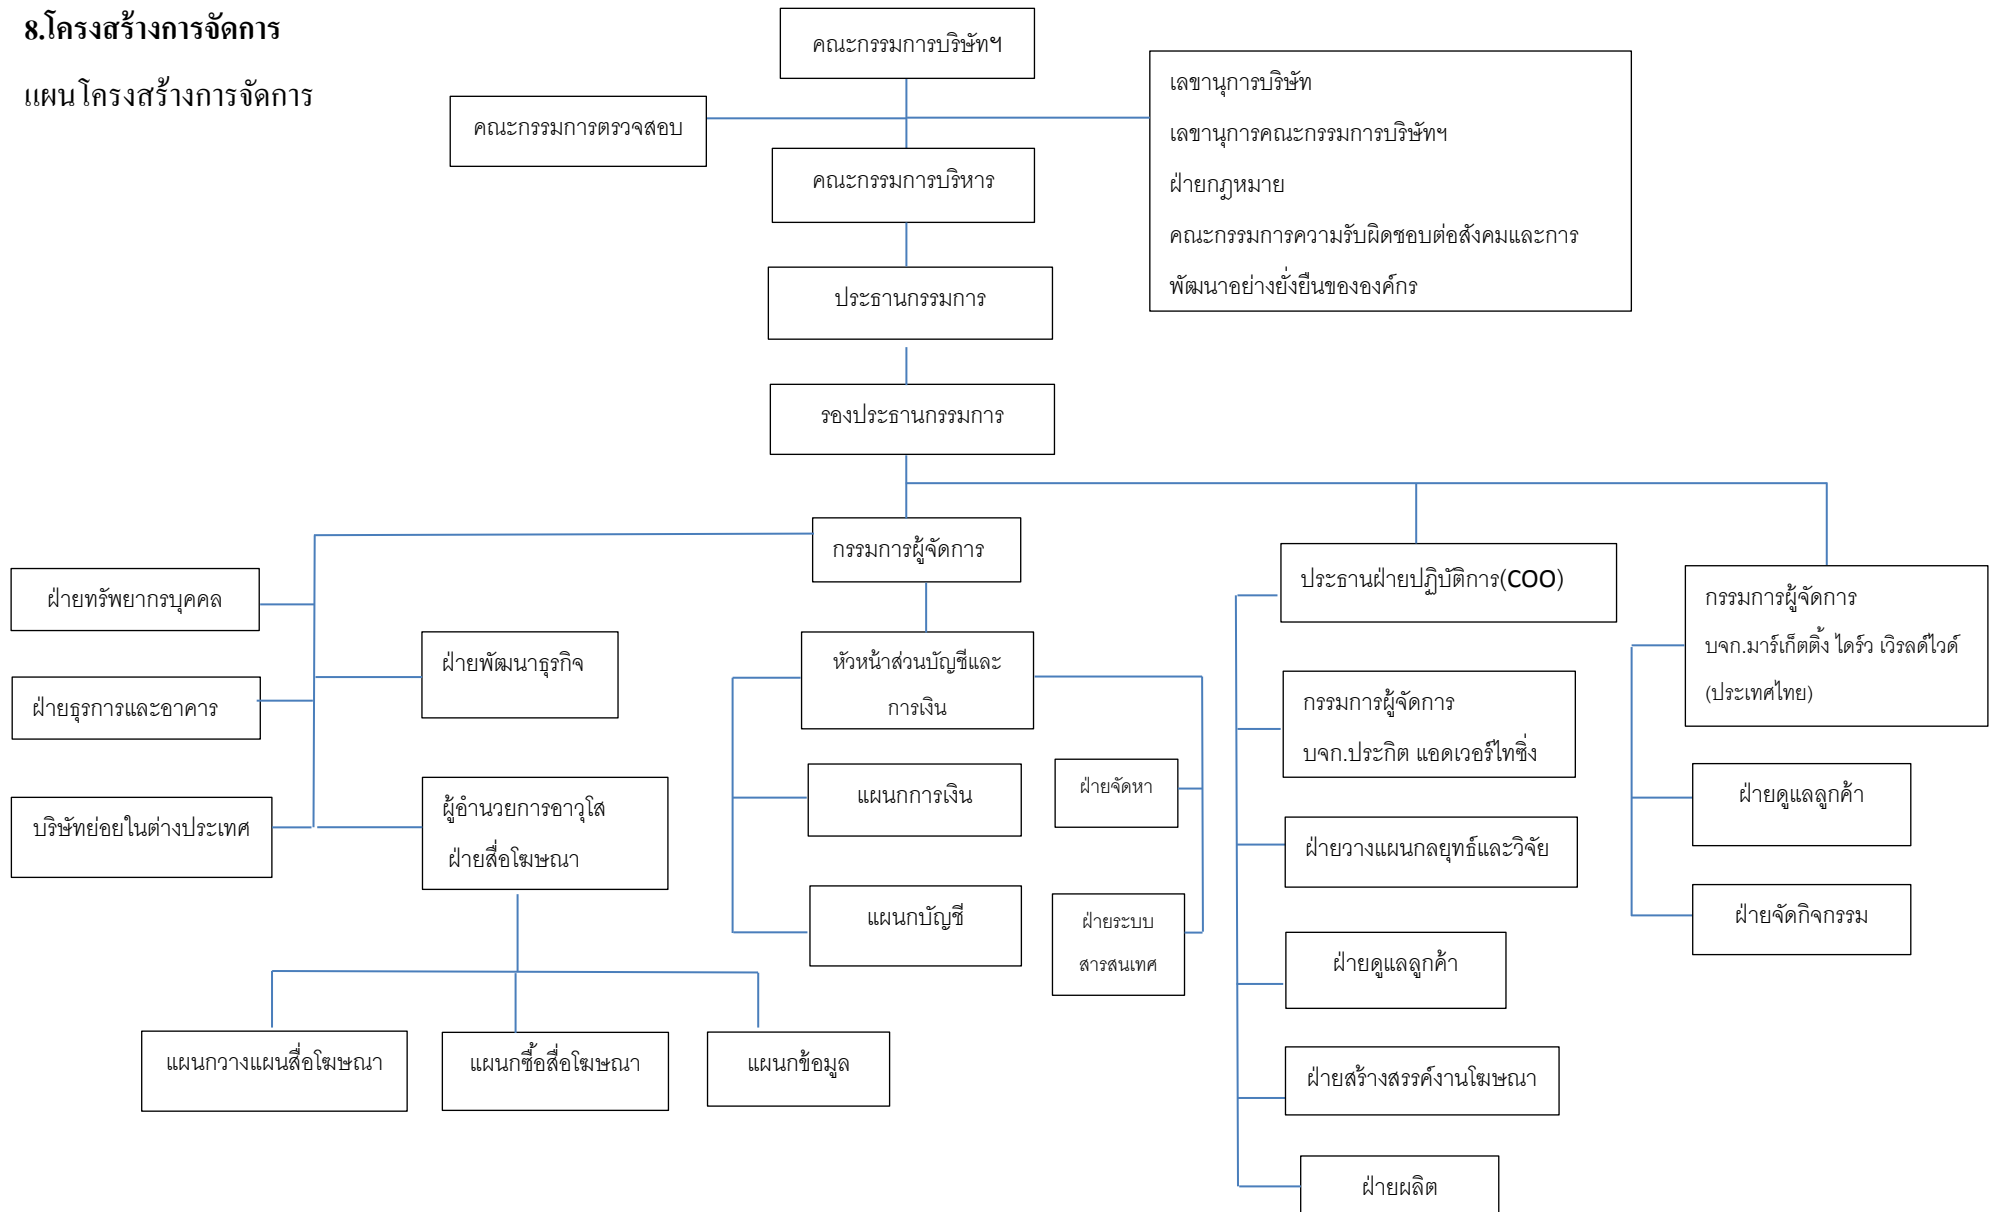 8.โครงสร้างการจัดการ
แผนโครงสร้างการจัดการ
คณะกรรมการบริษัทฯ
คณะกรรมการตรวจสอบ
เลขานุการบริษัท
เลขานุการคณะกรรมการบริษัทฯ
ฝ่ายกฎหมาย
คณะกรรมการความรับผิดชอบต่อสังคมและการ
พัฒนาอย่างยั่งยืนขององค์กร
คณะกรรมการบริหาร
ประธานกรรมการ
รองประธานกรรมการ
กรรมการผู้จัดการ
ฝ่ายทรัพยากรบุคคล
ฝ่ายธุรการและอาคาร
บริษัทย่อยในต่างประเทศ
ฝ่ายพัฒนาธุรกิจ
ผู้อำนวยการอาวุโส
ฝ่ายสื่อโฆษณา
แผนกวางแผนสื่อโฆษณา
แผนกซื้อสื่อโฆษณา
แผนกข้อมูล
หัวหน้าส่วนบัญชีและ
การเงิน
แผนกการเงิน
แผนกบัญชี
ฝ่ายจัดหา
ฝ่ายระบบ
สารสนเทศ
ประธานฝ่ายปฏิบัติการ(COO)
กรรมการผู้จัดการ
บจก.ประกิต แอดเวอร์ไทซิ่ง
ฝ่ายวางแผนกลยุทธ์และวิจัย
ฝ่ายดูแลลูกค้า
ฝ่ายสร้างสรรค์งานโฆษณา
ฝ่ายผลิต
กรรมการผู้จัดการ
บจก.มาร์เก็ตติ้ง ไดร์ว เวิรลด์ไวด์
(ประเทศไทย)
ฝ่ายดูแลลูกค้า
ฝ่ายจัดกิจกรรม